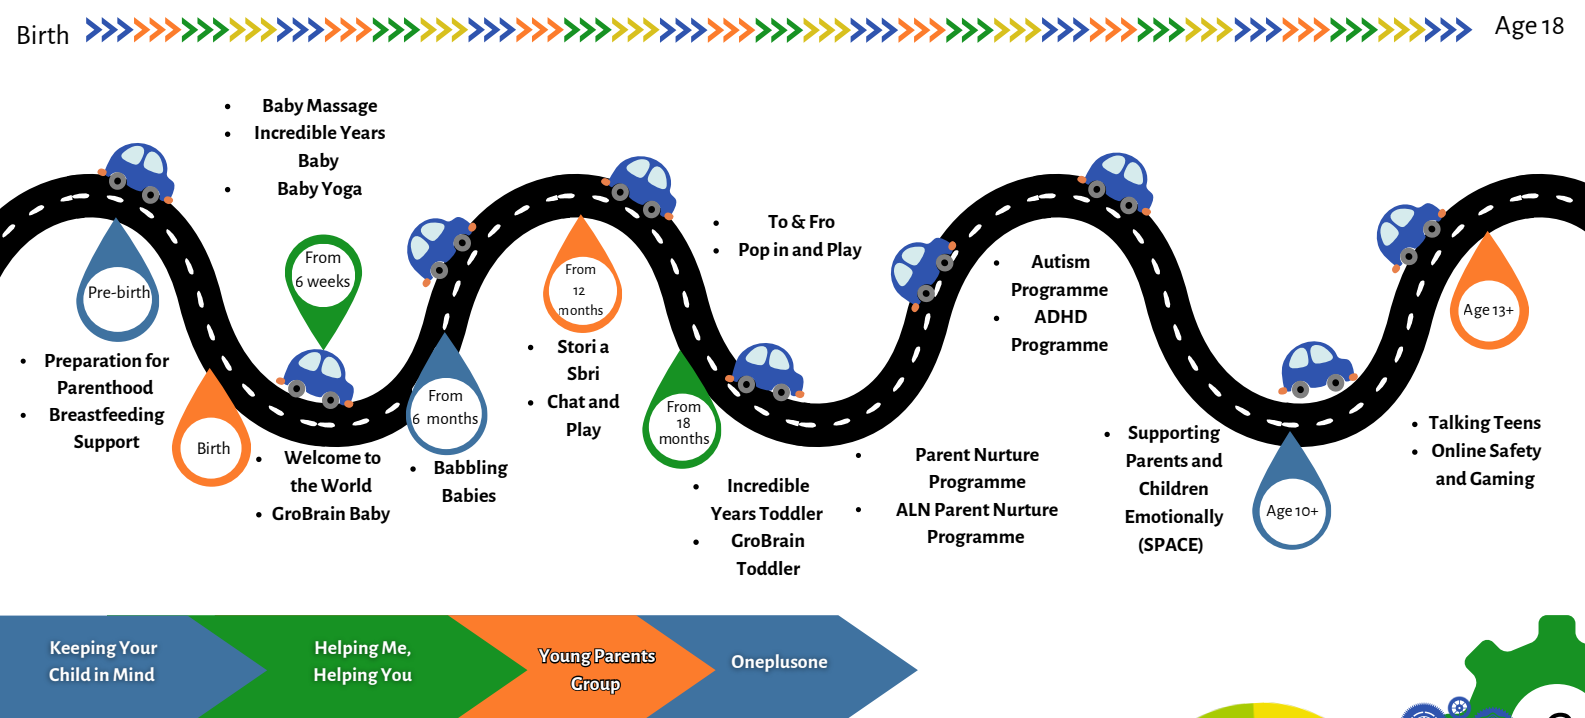 Birth
Age 18
• Baby Massage
• Incredible Years
Baby
• Baby Yoga
Pre-birth
• Preparation for
Parenthood
• Breastfeeding
Support
Birth
• Welcome to
the World
• GroBrain Baby
From
6 weeks
From
6 months
• Babbling
Babies
From
12
months
• Stori a
Sbri
• Chat and
Play
• To & Fro
• Pop in and Play
From
18
months
• Incredible
Years Toddler
• GroBrain
Toddler
• Parent Nurture
Programme
• ALN Parent Nurture
Programme
• Autism
Programme
• ADHD
Programme
• Supporting
Parents and
Children
Emotionally
(SPACE)
Age 10+
Age 13+
• Talking Teens
• Online Safety
and Gaming
Keeping Your
Child in Mind
Helping Me,
Helping You
Young Parents
Group
Oneplusone